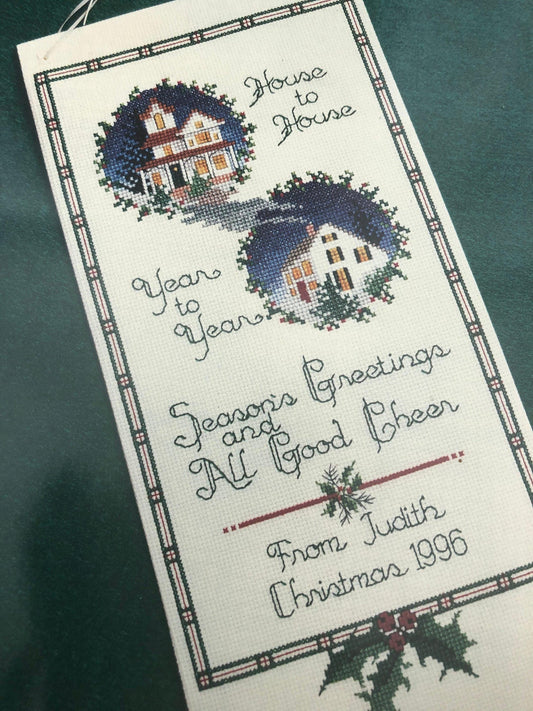 House
to
House
Year
to
Year
Season's Greetings
and
All Good Cheer
From Judith
Christmas 1996